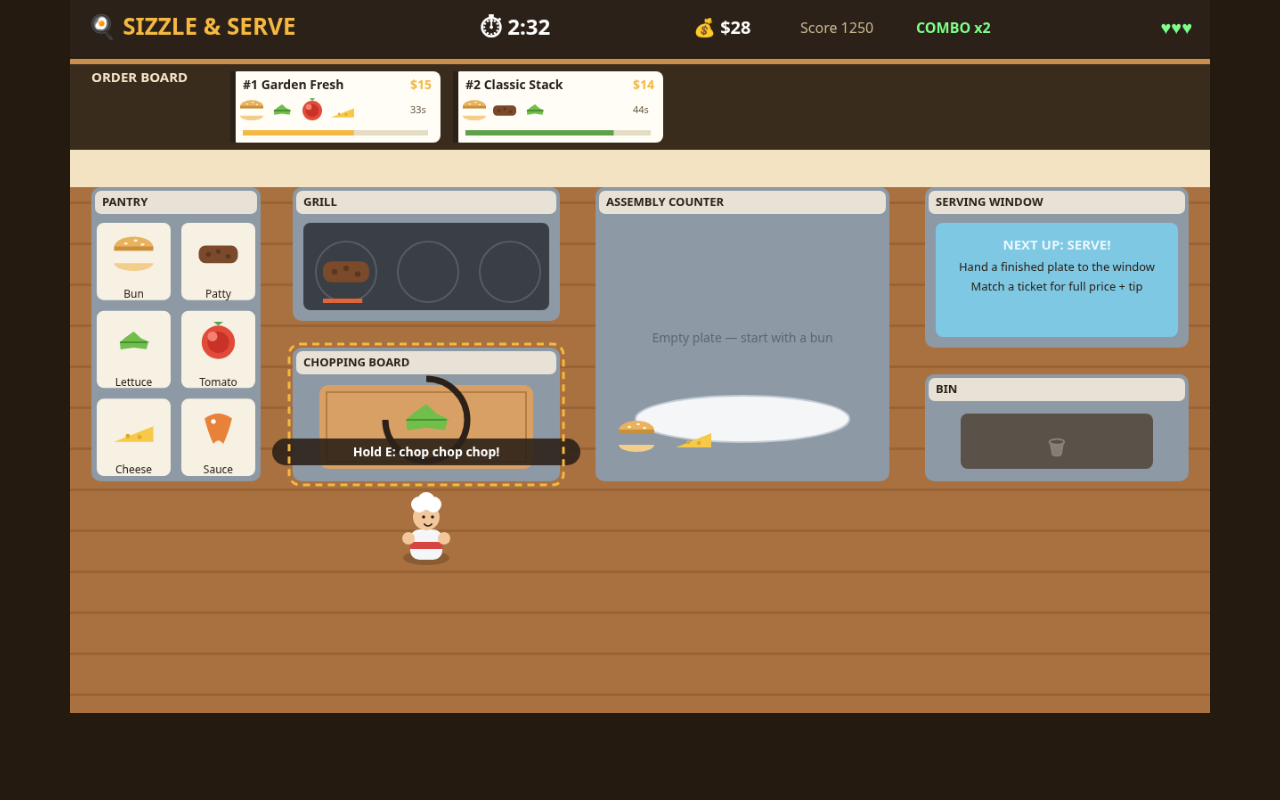 SIZZLE & SERVE
2:32
$28
Score 1250
COMBO x2
ORDER BOARD
#1 Garden Fresh
$15
33s
#2 Classic Stack
$14
44s
PANTRY
Bun
Patty
Lettuce
Tomato
Cheese
Sauce
GRILL
CHOPPING BOARD
Hold E: chop chop chop!
ASSEMBLY COUNTER
Empty plate — start with a bun
SERVING WINDOW
NEXT UP: SERVE!
Hand a finished plate to the window
Match a ticket for full price + tip
BIN